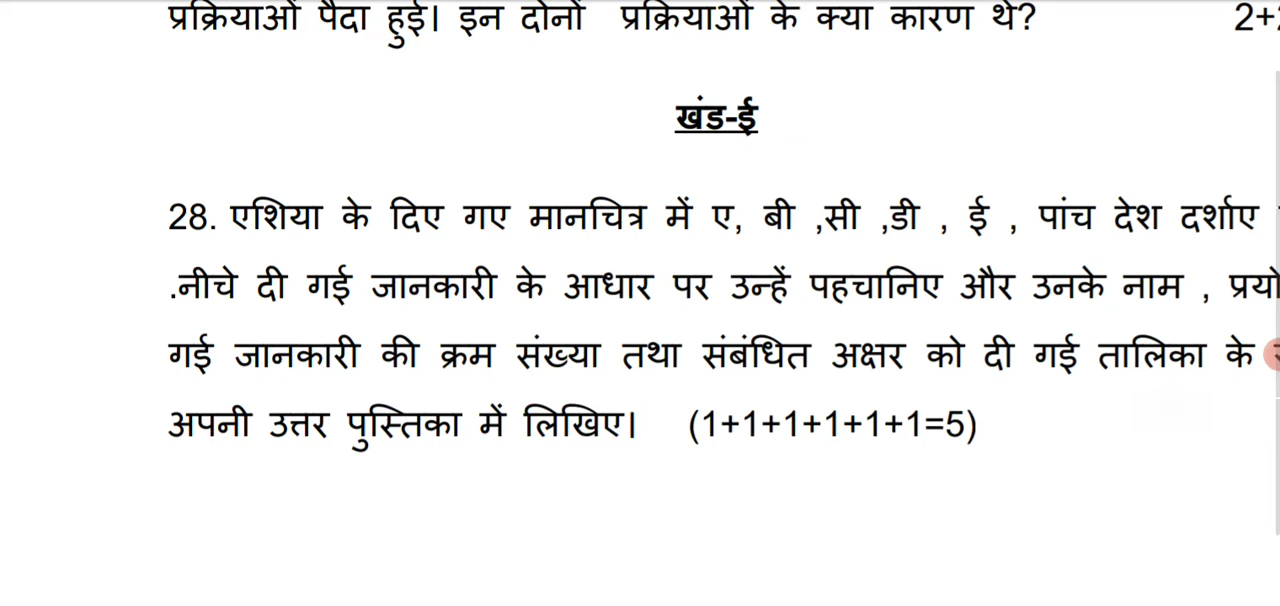 प्रक्रियाओं पैदा हुई। इन दोनों प्रक्रियाओं के क्या कारण थे? 2+
खंड-ई
28. एशिया के दिए गए मानचित्र में ए, बी ,सी ,डी , ई , पांच देश दर्शाए
.नीचे दी गई जानकारी के आधार पर उन्हें पहचानिए और उनके नाम ,
गई जानकारी की क्रम संख्या तथा संबंधित अक्षर को दी गई तालिका के
अपनी उत्तर पुस्तिका में लिखिए। (1+1+1+1+1+1=5)